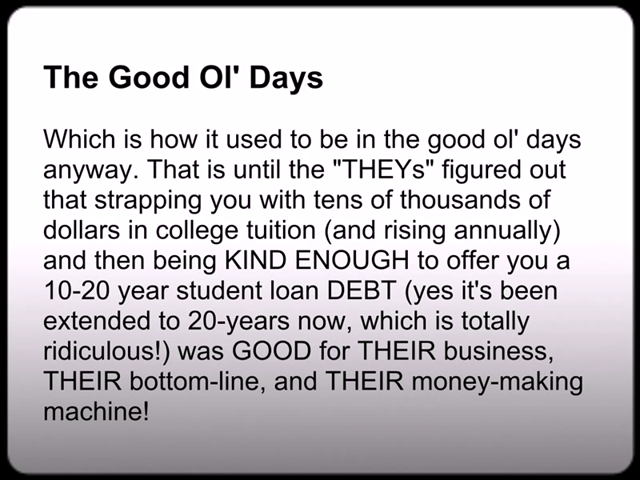 The Good Ol' Days
Which is how it used to be in the good ol' days
anyway. That is until the "THEYs" figured out
that strapping you with tens of thousands of
dollars in college tuition (and rising annually)
and then being KIND ENOUGH to offer you a
10-20 year student loan DEBT (yes it's been
extended to 20-years now, which is totally
ridiculous!) was GOOD for THEIR business,
THEIR bottom-line, and THEIR money-making
machine!